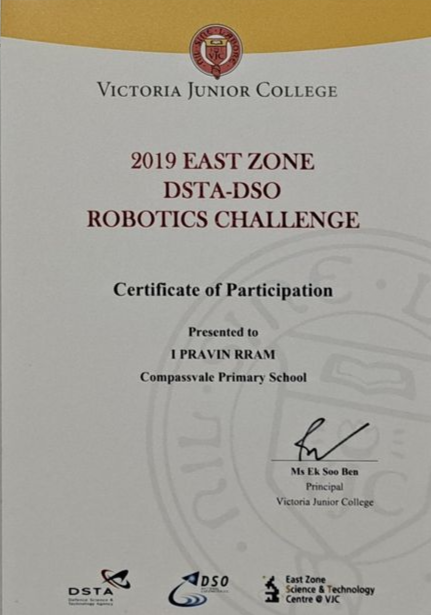 VJC
VICTORIA JUNIOR COLLEGE
2019 EAST ZONE
DSTA-DSO
ROBOTICS CHALLENGE
Certificate of Participation
Presented to
I PRAVIN RRAM
Compassvale Primary School
Ms Ek Soo Ben
Principal
Victoria Junior College
DSTA
Defence Science &
Technology Agency
DSO
East Zone
Science & Technology
Centre @ VJC